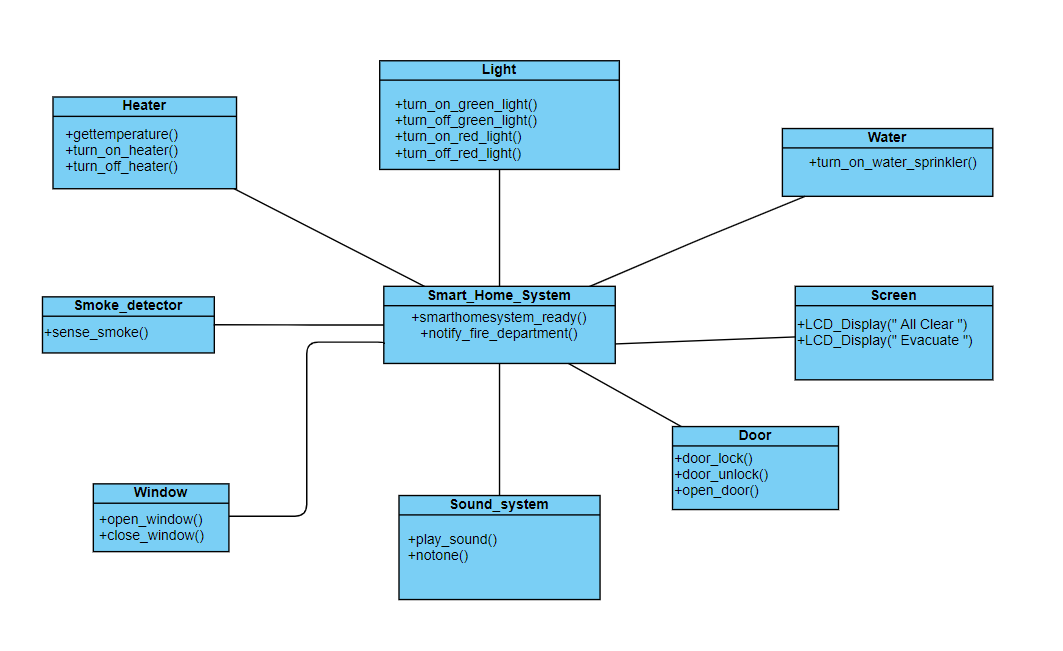 Light
+turn_on_green_light()
+turn_off_green_light()
+turn_on_red_light()
+turn_off_red_light()
Heater
+gettemperature()
+turn_on_heater()
+turn_off_heater()
Water
+turn_on_water_sprinkler()
Smart_Home_System
+smarthomesystem_ready()
+notify_fire_department()
Smoke_detector
+sense_smoke()
Screen
+LCD_Display(" All Clear ")
+LCD_Display(" Evacuate ")
Door
+door_lock()
+door_unlock()
+open_door()
Window
+open_window()
+close_window()
Sound_system
+play_sound()
+notone()